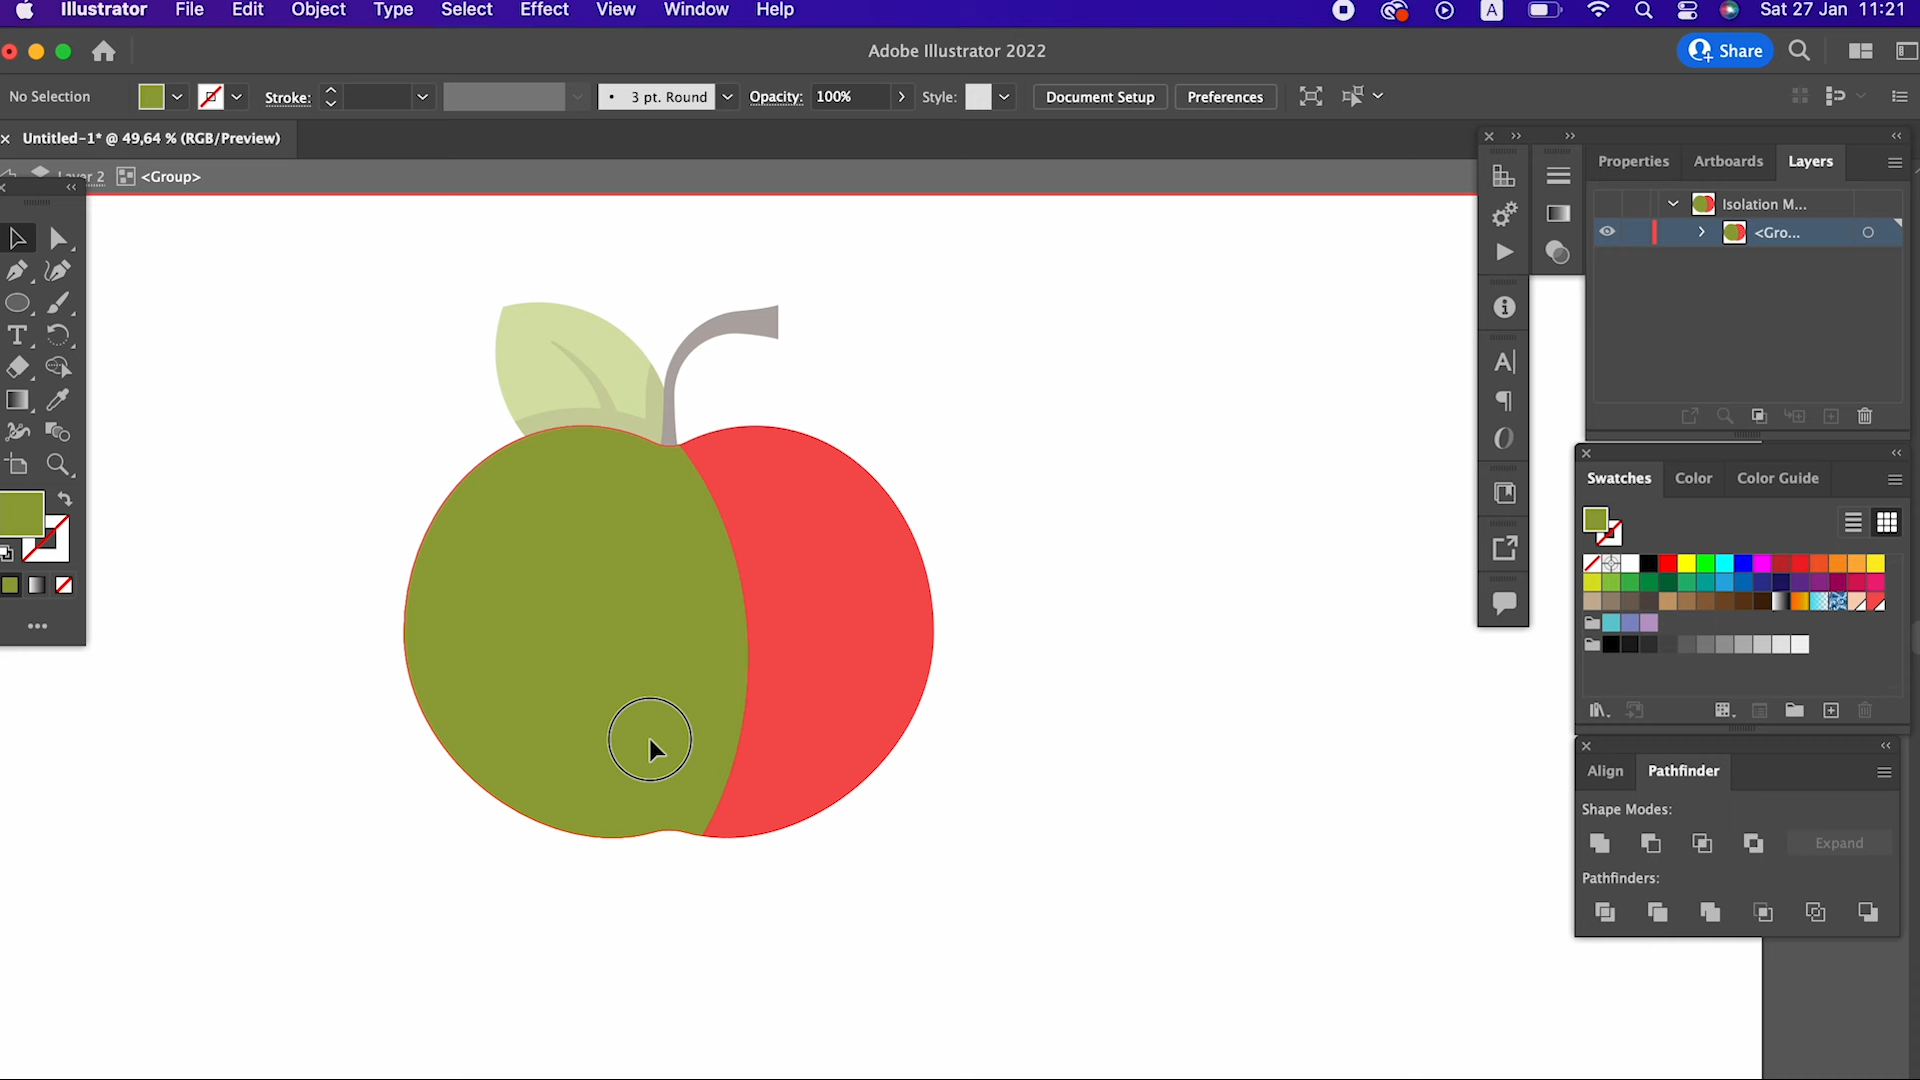 Illustrator File Edit Object Type Select Effect View Window Help A Sat 27 Jan 11:21
Adobe Illustrator 2022 Share
No Selection Stroke: 3 pt. Round Opacity: 100% Style: Document Setup Preferences
Untitled-1* @ 49,64 % (RGB/Preview)
Layer 2 <Group>
Properties Artboards Layers
Isolation M...
<Gro...
Swatches Color Color Guide
Align Pathfinder
Shape Modes:
Expand
Pathfinders: